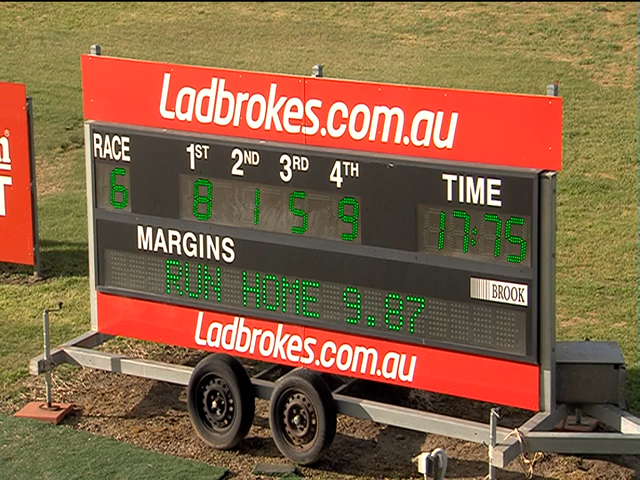 Ladbrokes.com.au
RACE 1ST 2ND 3RD 4TH TIME
6 8 1 5 9 17:75
MARGINS
RUN HOME 9.87
BROOK
Ladbrokes.com.au